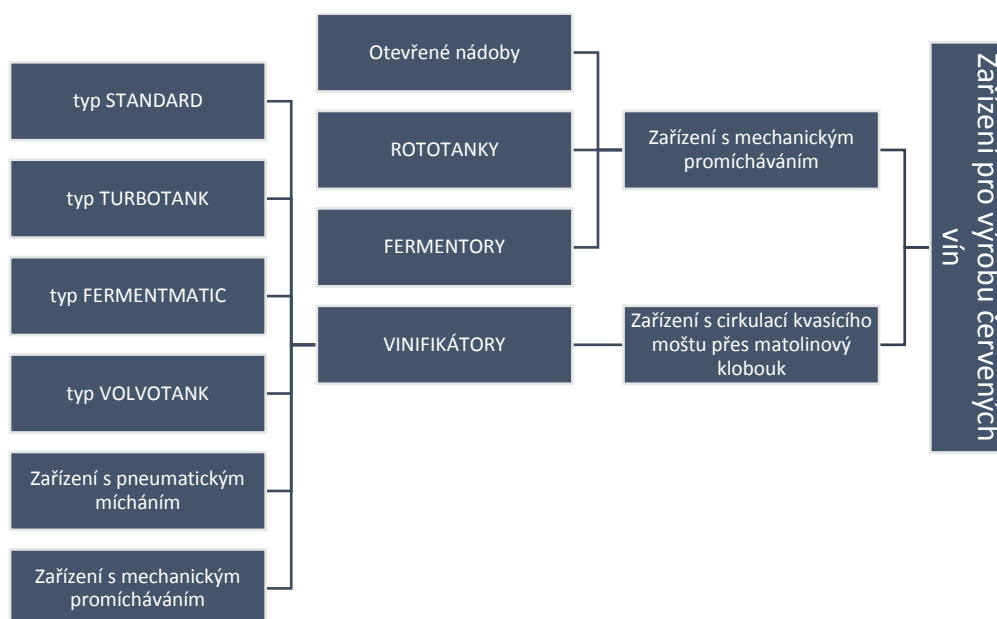 Otevřené nádoby
typ STANDARD
ROTOTANKY
Zařízení s mechanickým
promícháváním
typ TURBOTANK
FERMENTORY
typ FERMENTMATIC
VINIFIKÁTORY
Zařízení s cirkulací kvasícího
moštu přes matolinový
klobouk
typ VOLVOTANK
Zařízení s pneumatickým
mícháním
Zařízení s mechanickým
promícháváním
Zařízení pro výrobu červených
vín